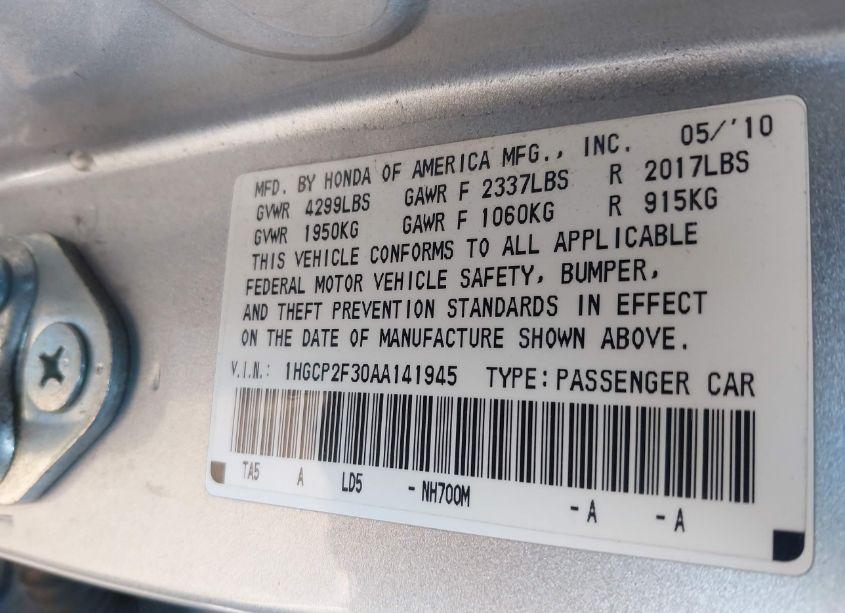 MFD. BY HONDA OF AMERICA MFG., INC. 05/'10
GVWR 4299LBS GAWR F 2337LBS R 2017LBS
GVWR 1950KG GAWR F 1060KG R 915KG
THIS VEHICLE CONFORMS TO ALL APPLICABLE
FEDERAL MOTOR VEHICLE SAFETY, BUMPER,
AND THEFT PREVENTION STANDARDS IN EFFECT
ON THE DATE OF MANUFACTURE SHOWN ABOVE.
V.I.N.: 1HGCP2F30AA141945 TYPE:PASSENGER CAR
TA5 A LD5 - NH700M - A - A